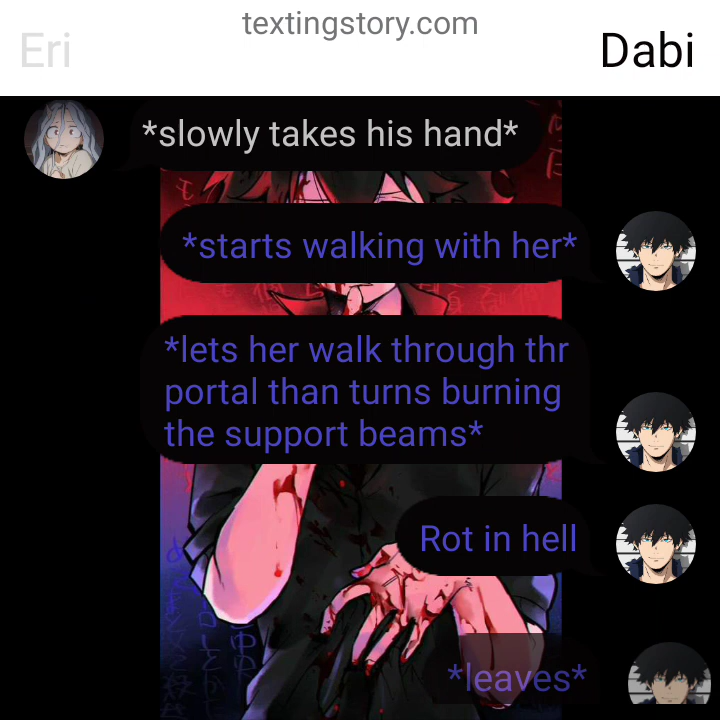 textingstory.com
Eri
Dabi
*slowly takes his hand*
*starts walking with her*
*lets her walk through thr
portal than turns burning
the support beams*
Rot in hell
*leaves*